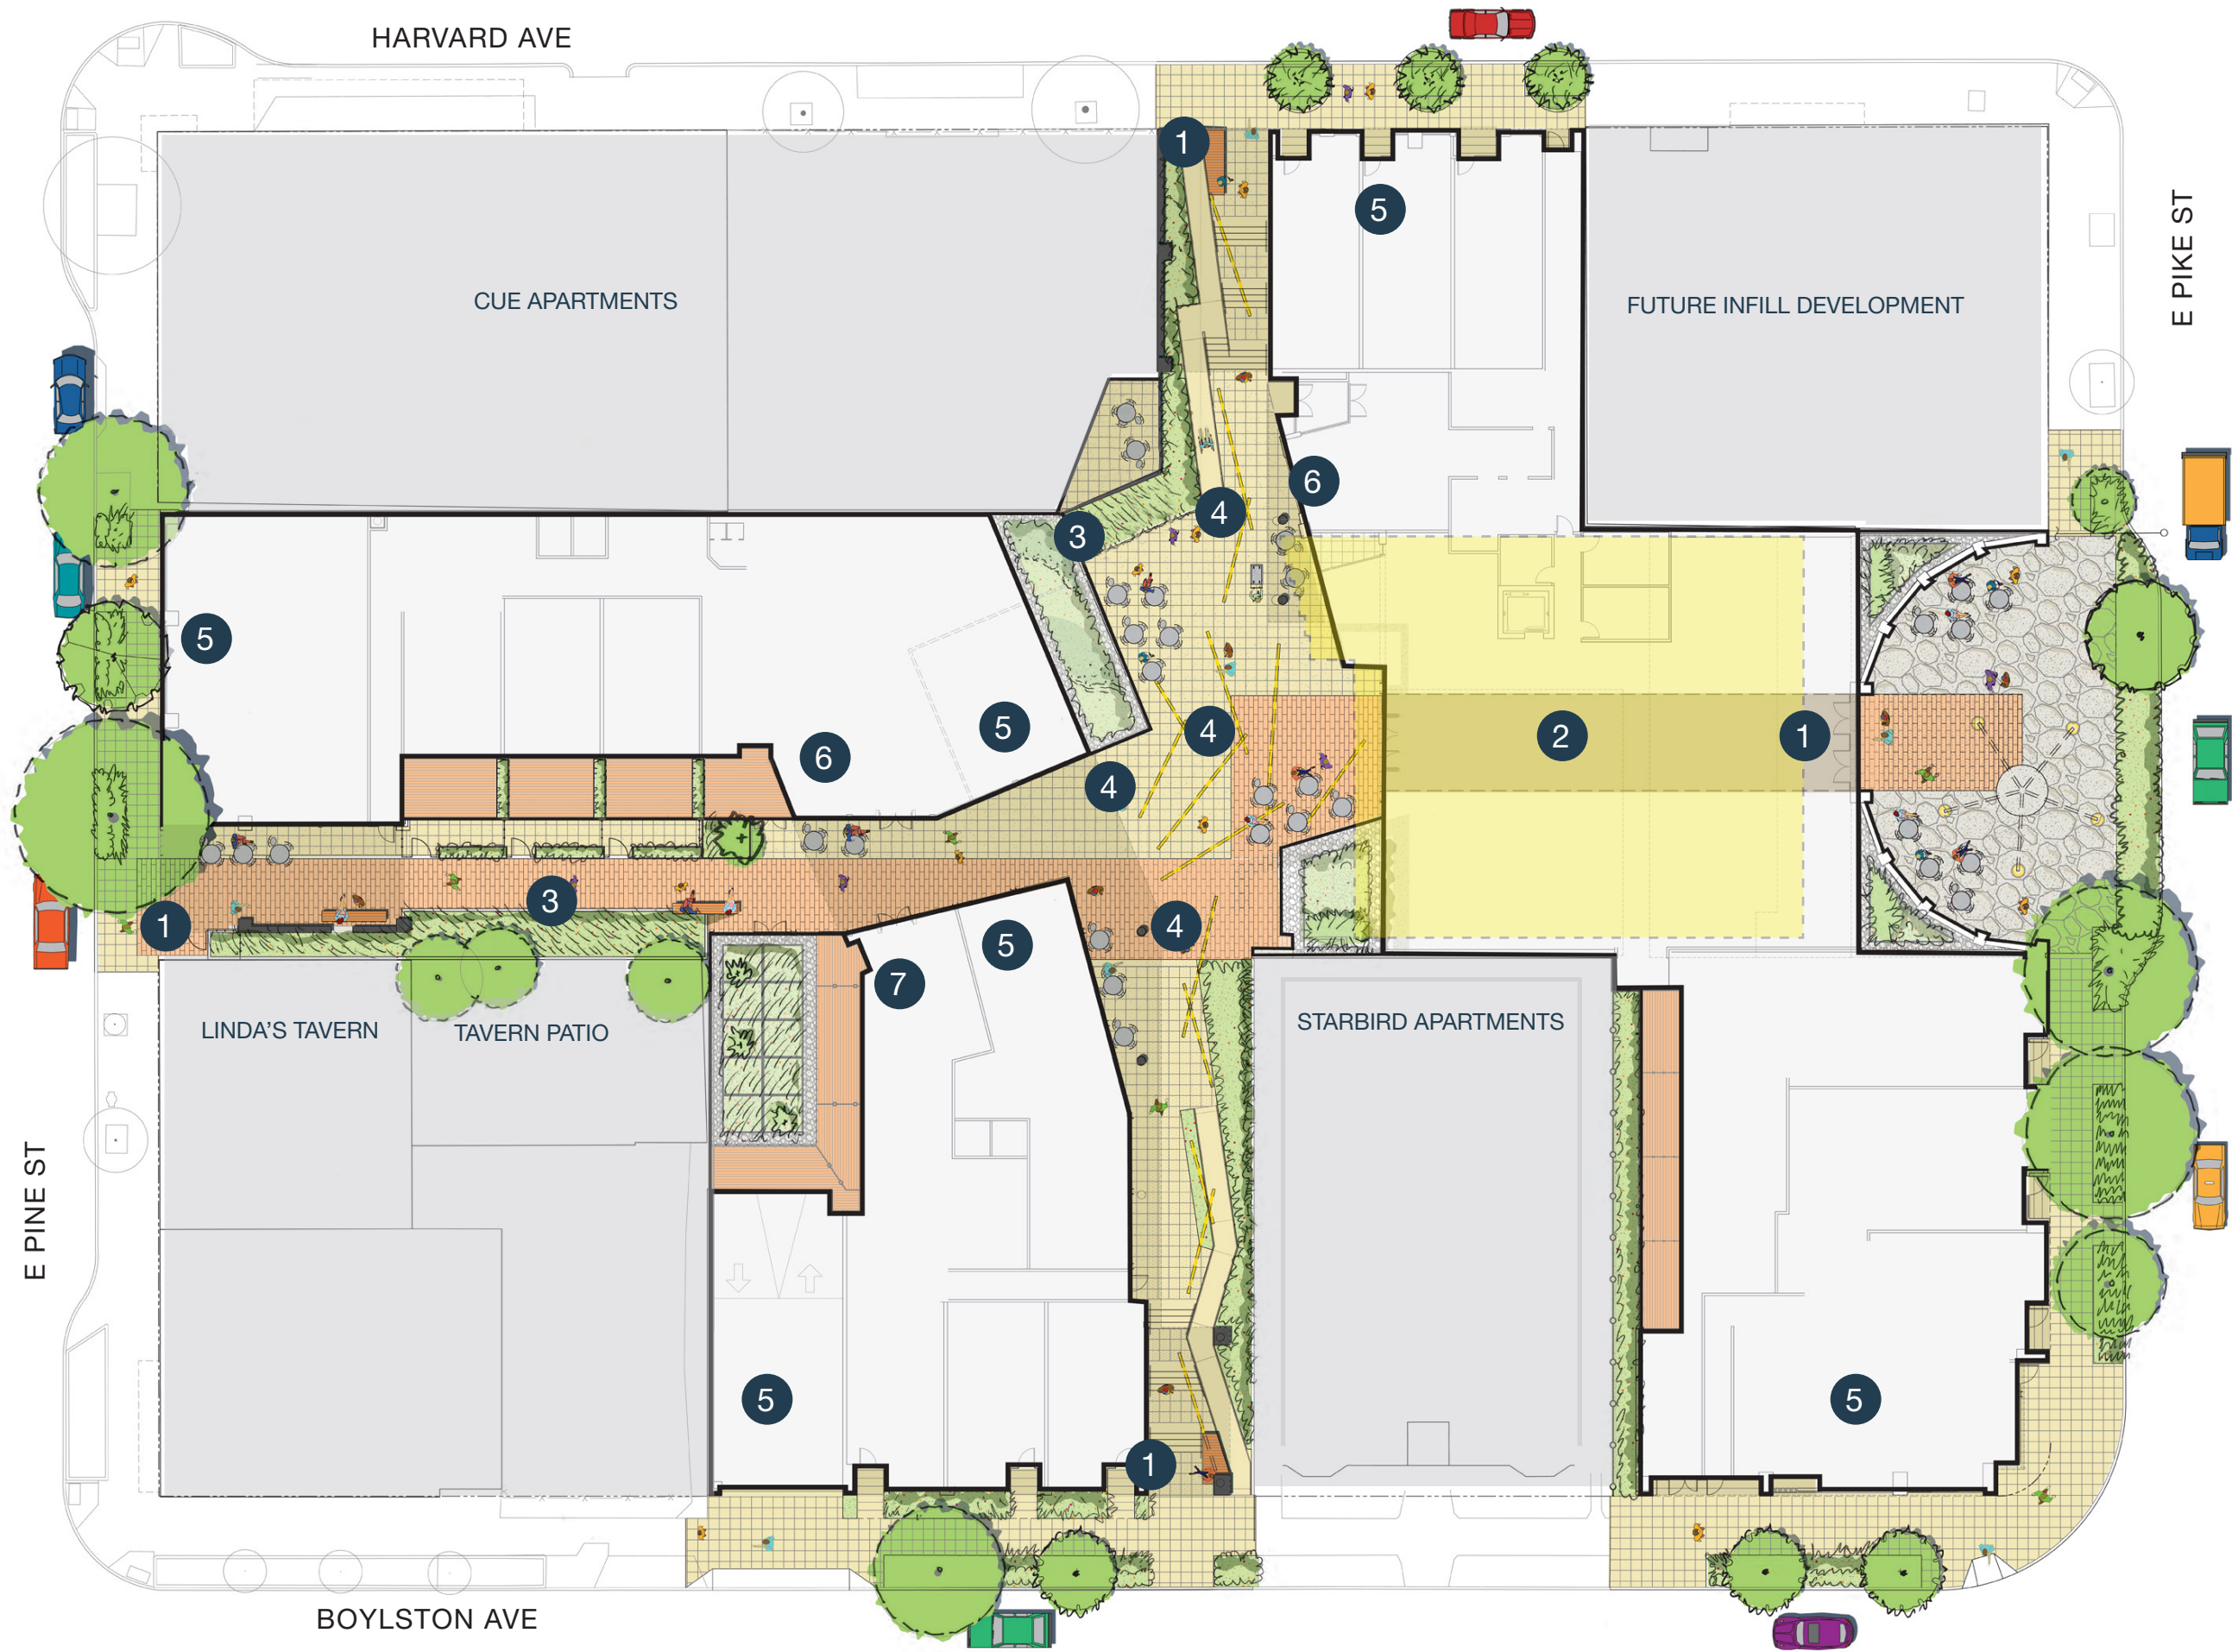 HARVARD AVE
1
5
E PIKE ST
CUE APARTMENTS
FUTURE INFILL DEVELOPMENT
6
4
3
5
5
4
2
1
6
4
3
1
4
5
7
LINDA'S TAVERN
TAVERN PATIO
STARBIRD APARTMENTS
E PINE ST
5
5
1
BOYLSTON AVE